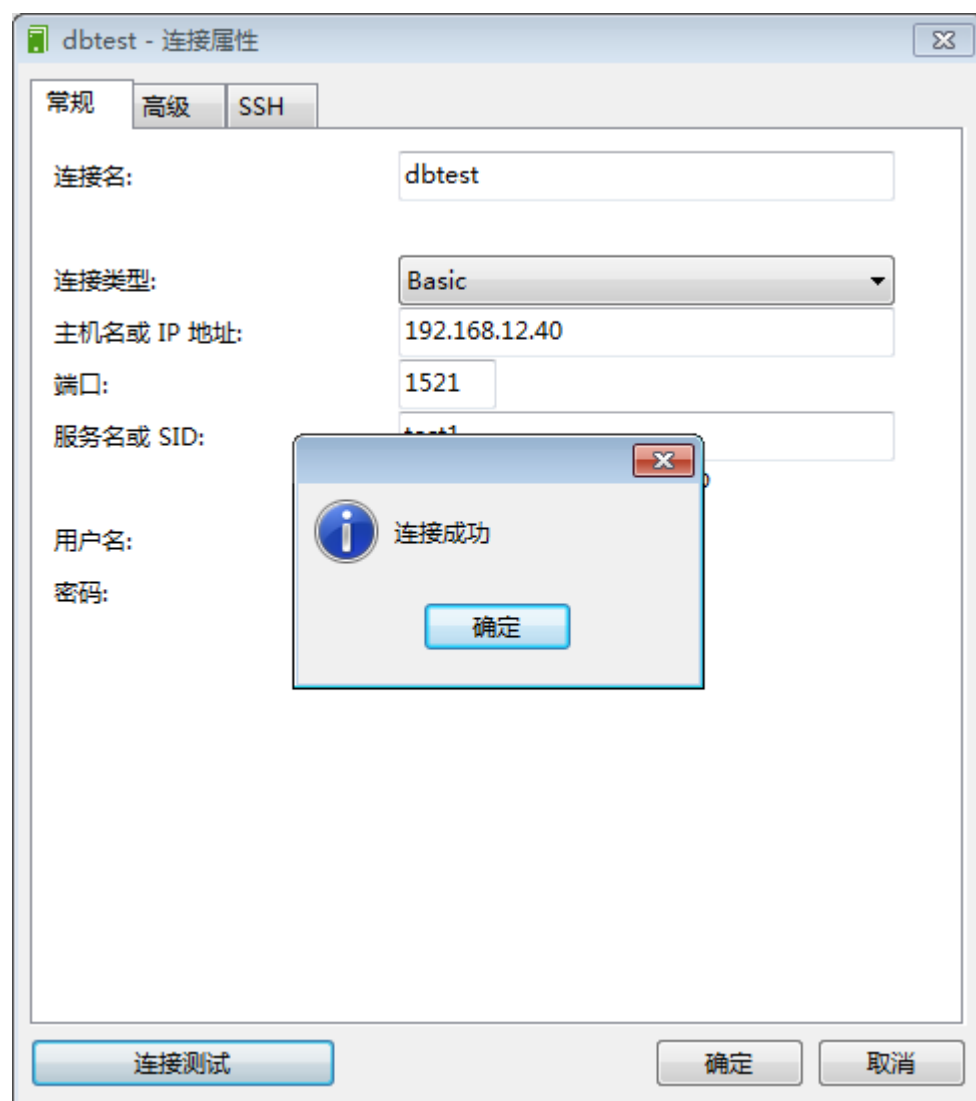 dbtest - 连接属性
常规 高级 SSH
连接名: dbtest
连接类型: Basic
主机名或 IP 地址: 192.168.12.40
端口: 1521
服务名或 SID:
连接成功
用户名:
密码:
确定
连接测试 确定 取消